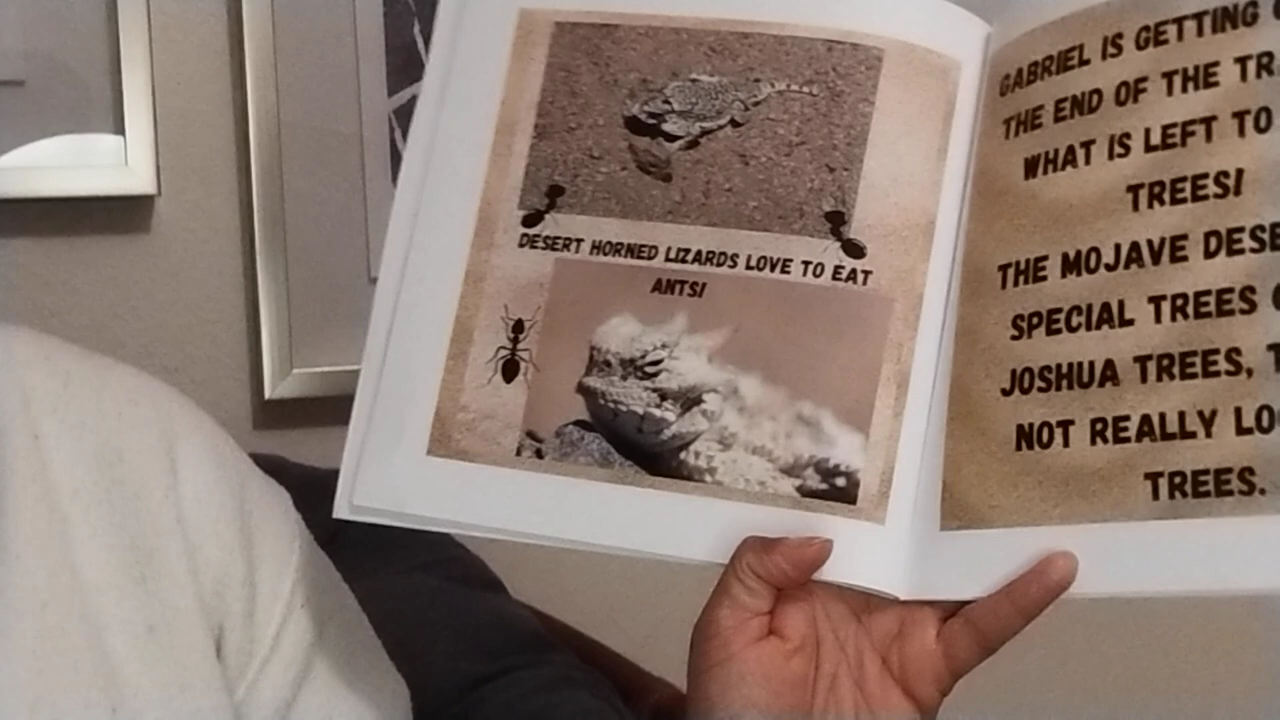 DESERT HORNED LIZARDS LOVE TO EAT
ANTS!
GABRIEL IS GETTING
THE END OF THE TR
WHAT IS LEFT TO
TREES!
THE MOJAVE DESE
SPECIAL TREES
JOSHUA TREES,
NOT REALLY LO
TREES.